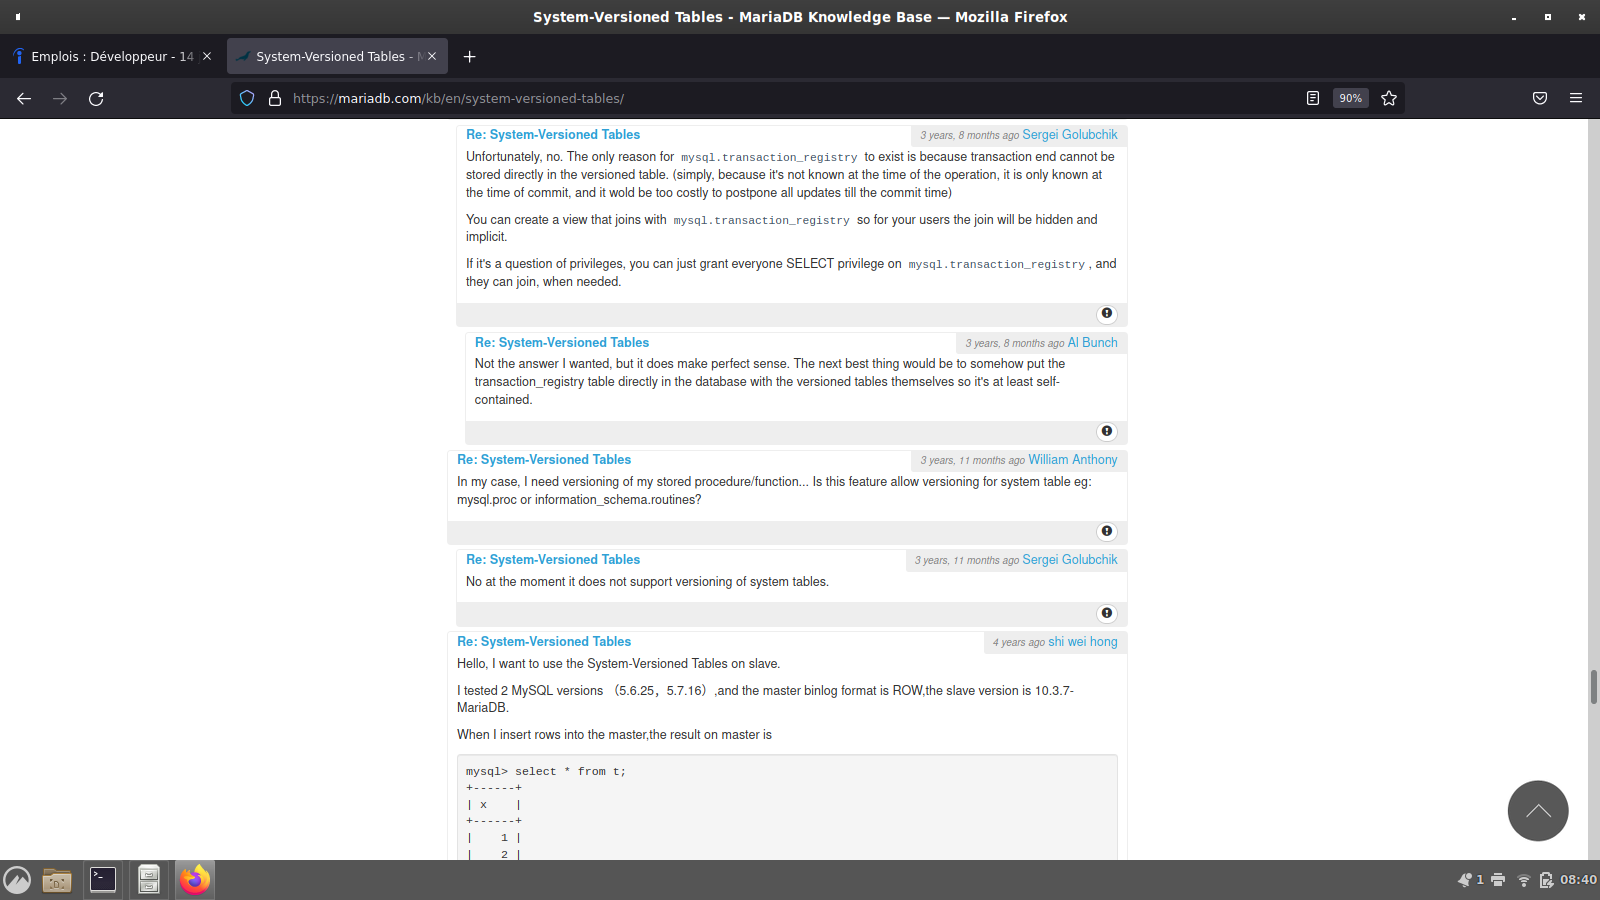 System-Versioned Tables - MariaDB Knowledge Base — Mozilla Firefox
Emplois : Développeur - 14
System-Versioned Tables -
https://mariadb.com/kb/en/system-versioned-tables/
90%
Re: System-Versioned Tables
3 years, 8 months ago Sergei Golubchik
Unfortunately, no. The only reason for mysql.transaction_registry to exist is because transaction end cannot be
stored directly in the versioned table. (simply, because it's not known at the time of the operation, it is only known at
the time of commit, and it wold be too costly to postpone all updates till the commit time)
You can create a view that joins with mysql.transaction_registry so for your users the join will be hidden and
implicit.
If it's a question of privileges, you can just grant everyone SELECT privilege on mysql.transaction_registry , and
they can join, when needed.
Re: System-Versioned Tables
3 years, 8 months ago Al Bunch
Not the answer I wanted, but it does make perfect sense. The next best thing would be to somehow put the
transaction_registry table directly in the database with the versioned tables themselves so it's at least self-
contained.
Re: System-Versioned Tables
3 years, 11 months ago William Anthony
In my case, I need versioning of my stored procedure/function... Is this feature allow versioning for system table eg:
mysql.proc or information_schema.routines?
Re: System-Versioned Tables
3 years, 11 months ago Sergei Golubchik
No at the moment it does not support versioning of system tables.
Re: System-Versioned Tables
4 years ago shi wei hong
Hello, I want to use the System-Versioned Tables on slave.
I tested 2 MySQL versions （5.6.25，5.7.16）,and the master binlog format is ROW,the slave version is 10.3.7-
MariaDB.
When I insert rows into the master,the result on master is
mysql> select * from t;
+------+
| x    |
+------+
|    1 |
|    2 |
1
08:40